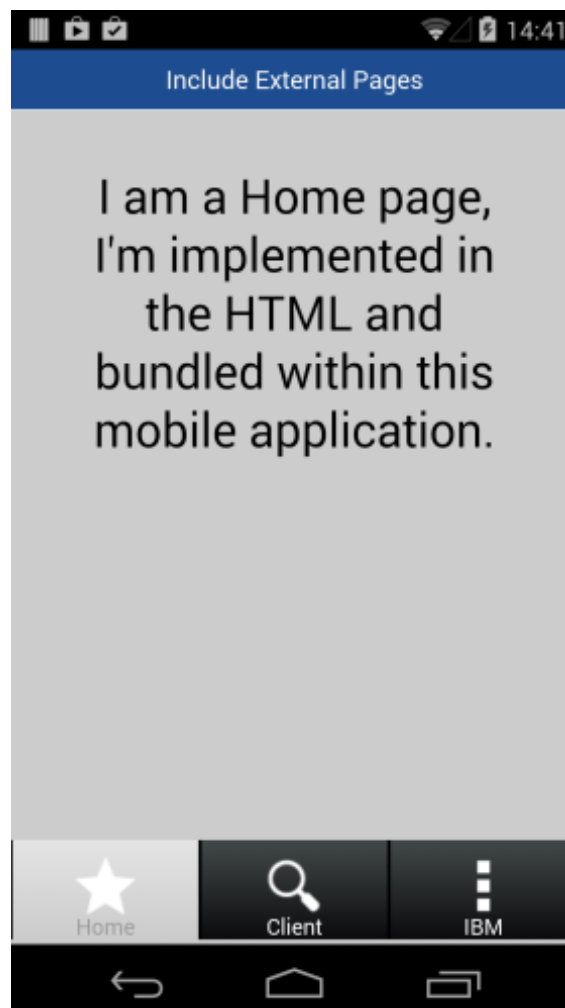 14:41
Include External Pages
I am a Home page,
I'm implemented in
the HTML and
bundled within this
mobile application.
Home
Client
IBM